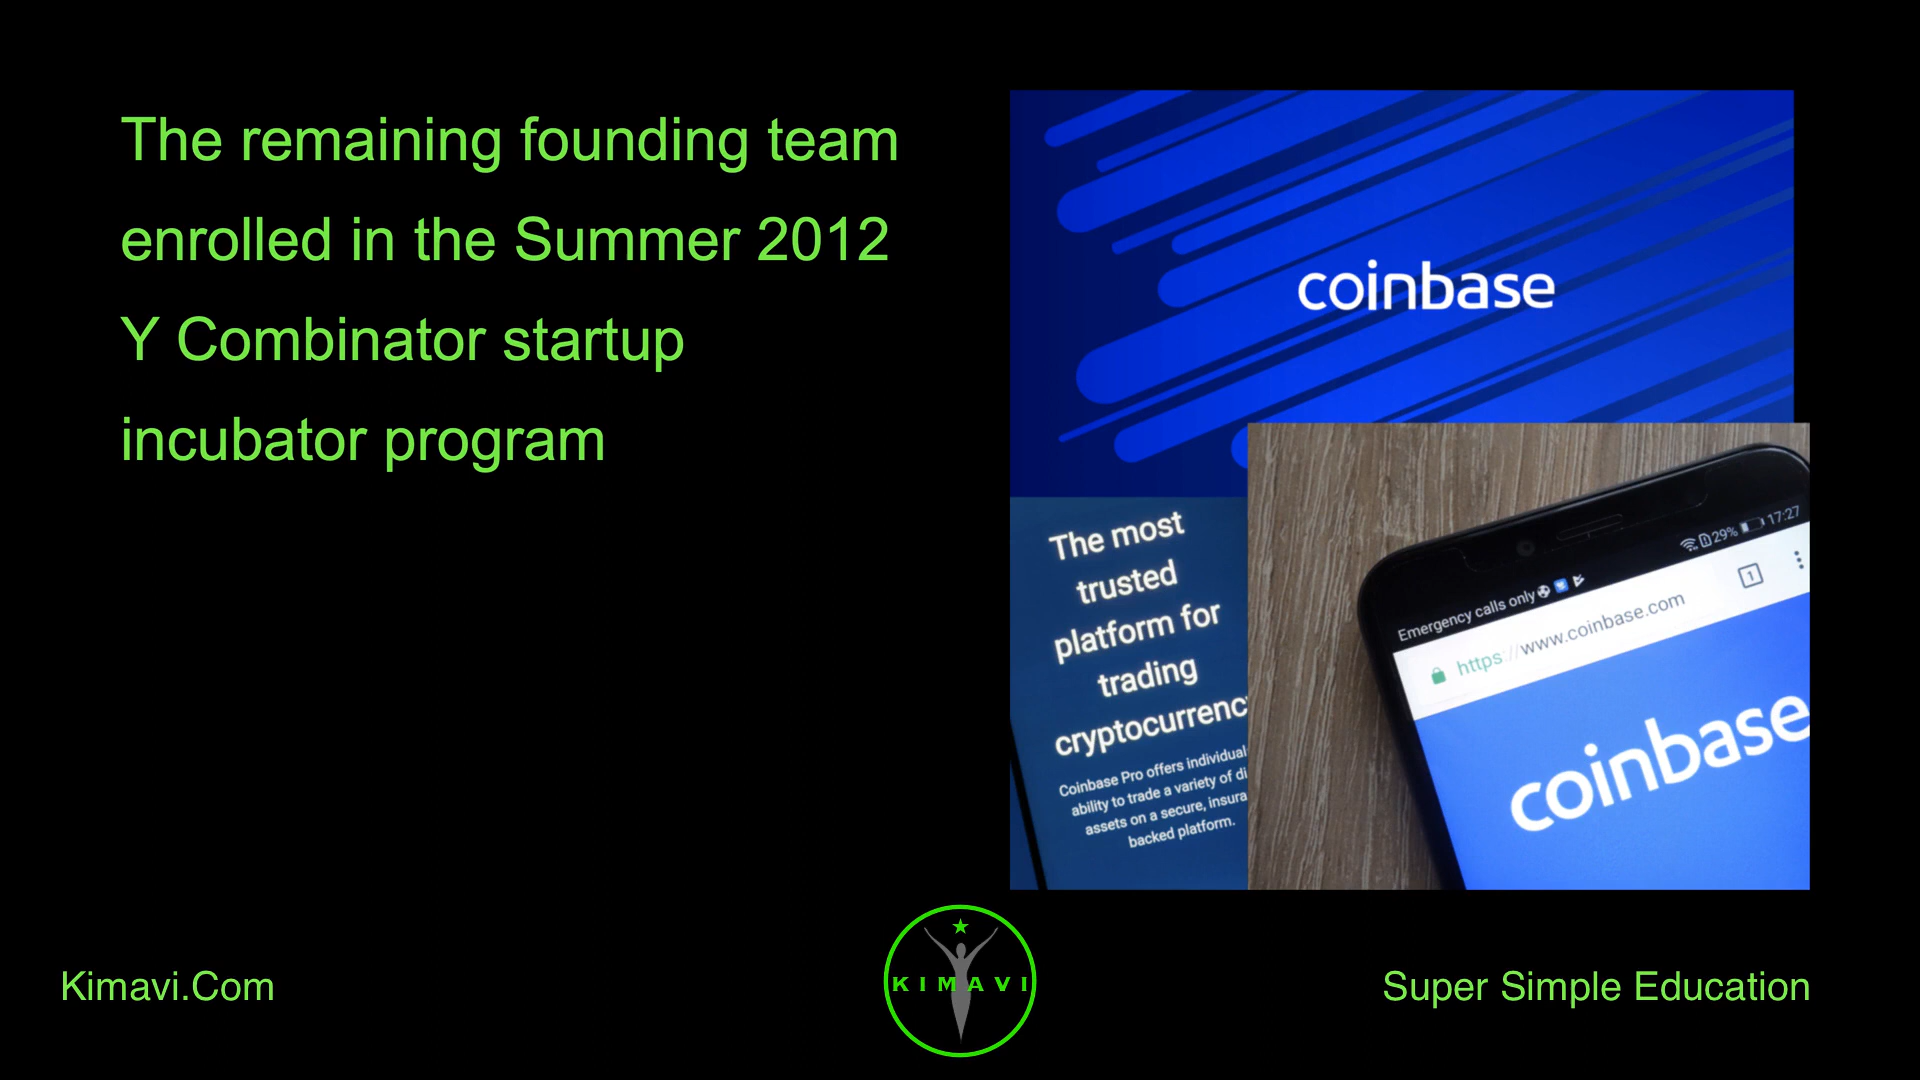 The remaining founding team
enrolled in the Summer 2012
Y Combinator startup
incubator program
coinbase
The most
trusted
platform for
trading
Coinbase Pro offers
ability to trade a variety of
assets on a secure,
backed platform.
Emergency calls only
29% 17:27
https://www.coinbase.com
1
coinbase
Kimavi.Com
KIMAVI
Super Simple Education